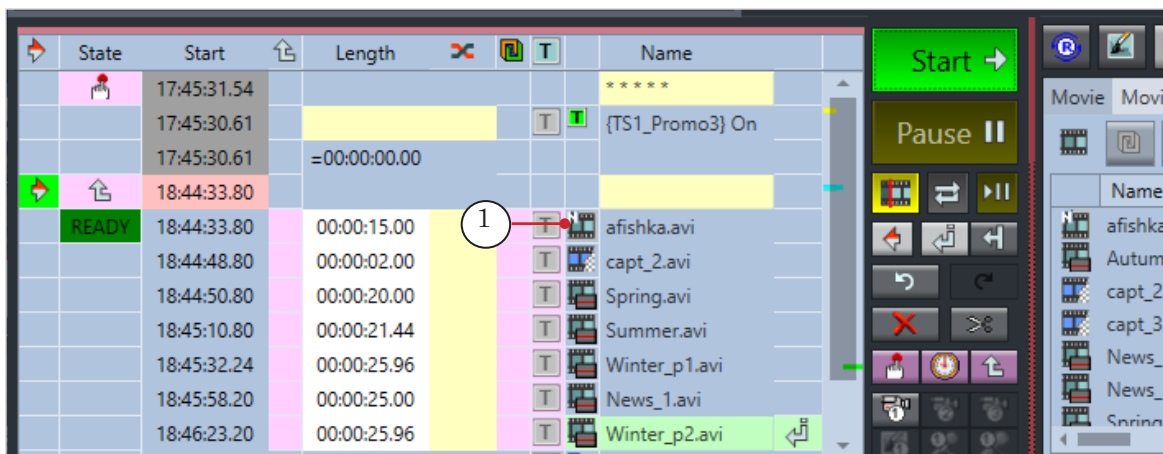 State Start Length T Name
17:45:31.54 * * * * *
17:45:30.61 T T {TS1_Promo3} On
17:45:30.61 =00:00:00.00
18:44:33.80
READY 18:44:33.80 00:00:15.00 T afishka.avi
1
18:44:48.80 00:00:02.00 T capt_2.avi
18:44:50.80 00:00:20.00 T Spring.avi
18:45:10.80 00:00:21.44 T Summer.avi
18:45:32.24 00:00:25.96 T Winter_p1.avi
18:45:58.20 00:00:25.00 T News_1.avi
18:46:23.20 00:00:25.96 T Winter_p2.avi
Start
Pause
1
R
Movie Movi
Name
afishka
Autum
capt_2
capt_3
News_
News_
Spring